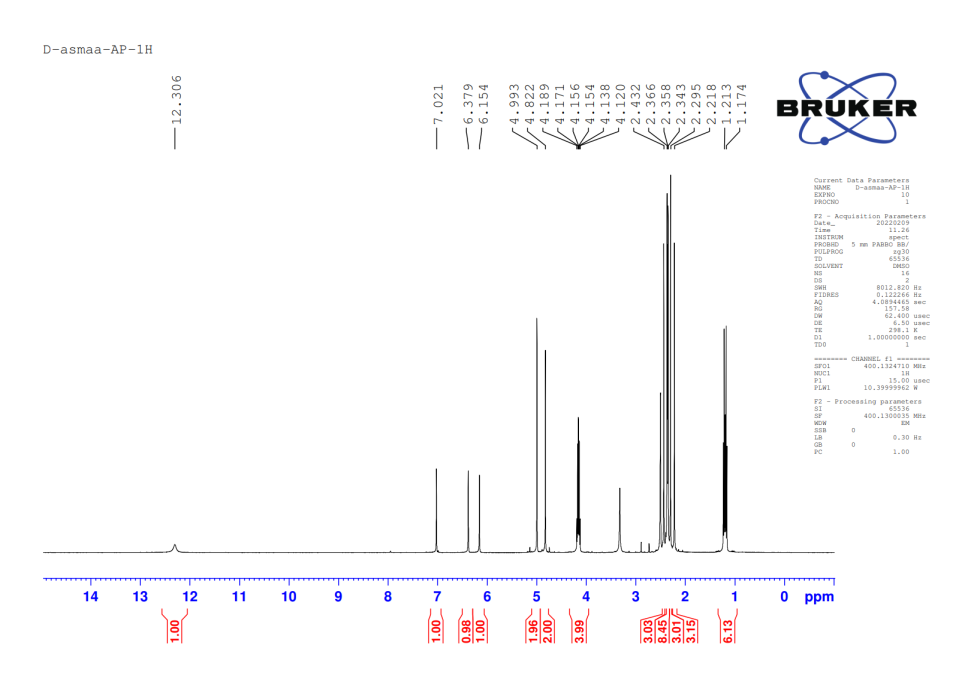 D-asmaa-AP-1H
12.306
7.021
6.379
6.154
4.993
4.822
4.189
4.171
4.156
4.154
4.138
4.120
2.432
2.366
2.358
2.343
2.295
2.218
1.213
1.174
BRUKER
Current Data Parameters
NAME D-asmaa-AP-1H
EXPNO 10
PROCNO 1
F2 - Acquisition Parameters
Date_ 20220209
Time 11.26
INSTRUM spect
PROBHD 5 mm PABBO BB/
PULPROG zg30
TD 65536
SOLVENT DMSO
NS 16
DS 2
SWH 8012.820 Hz
FIDRES 0.122266 Hz
AQ 4.0894465 sec
RG 157.58
DW 62.400 usec
DE 6.50 usec
TE 298.1 K
D1 1.00000000 sec
TD0 1
======== CHANNEL f1 ========
SFO1 400.1324710 MHz
NUC1 1H
P1 15.00 usec
PLW1 10.39999962 W
F2 - Processing parameters
SI 65536
SF 400.1300035 MHz
WDW EM
SSB 0
LB 0.30 Hz
GB 0
PC 1.00
14 13 12 11 10 9 8 7 6 5 4 3 2 1 0 ppm
1.00
1.00
0.98
1.00
1.96
2.00
3.99
3.03
8.45
3.01
3.15
6.13